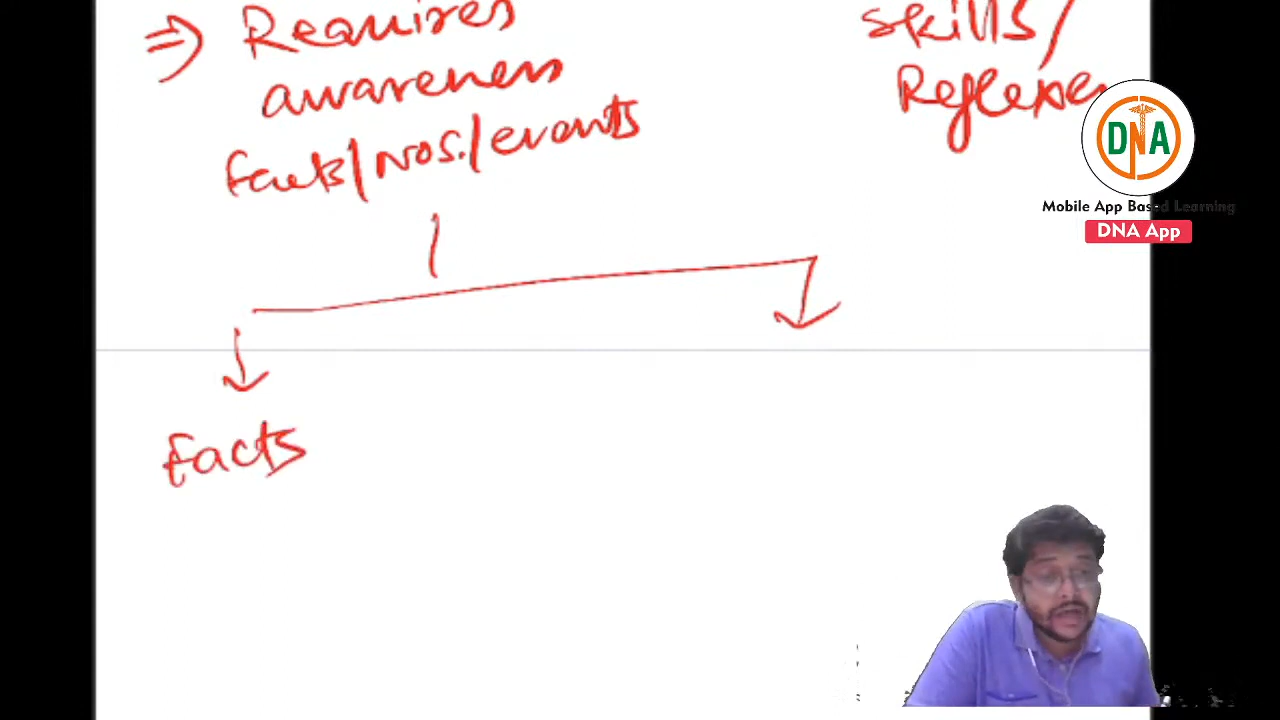 ⇒ Requires
awareness
facts/Nos./events
skills/
Reflexes
DNA
Mobile App Based Learning
DNA App
facts